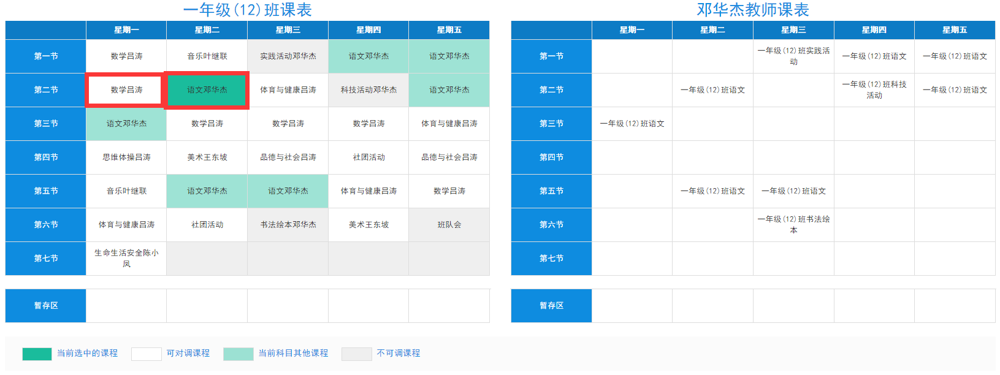 一年级(12)班课表
星期一 星期二 星期三 星期四 星期五
第一节 数学吕涛 音乐叶继联 实践活动邓华杰 语文邓华杰 语文邓华杰
第二节 数学吕涛 语文邓华杰 体育与健康吕涛 科技活动邓华杰 语文邓华杰
第三节 语文邓华杰 数学吕涛 数学吕涛 数学吕涛 体育与健康吕涛
第四节 思维体操吕涛 美术王东坡 品德与社会吕涛 社团活动 品德与社会吕涛
第五节 音乐叶继联 语文邓华杰 语文邓华杰 体育与健康吕涛 数学吕涛
第六节 体育与健康吕涛 社团活动 书法绘本邓华杰 美术王东坡 班队会
第七节 生命生活安全陈小
凤
暂存区
邓华杰教师课表
星期一 星期二 星期三 星期四 星期五
第一节 一年级(12)班实践活
动 一年级(12)班语文 一年级(12)班语文
第二节 一年级(12)班语文 一年级(12)班科技
活动 一年级(12)班语文
第三节 一年级(12)班语文
第四节
第五节 一年级(12)班语文 一年级(12)班语文
第六节 一年级(12)班书法绘
本
第七节
暂存区
当前选中的课程 可对调课程 当前科目其他课程 不可调课程